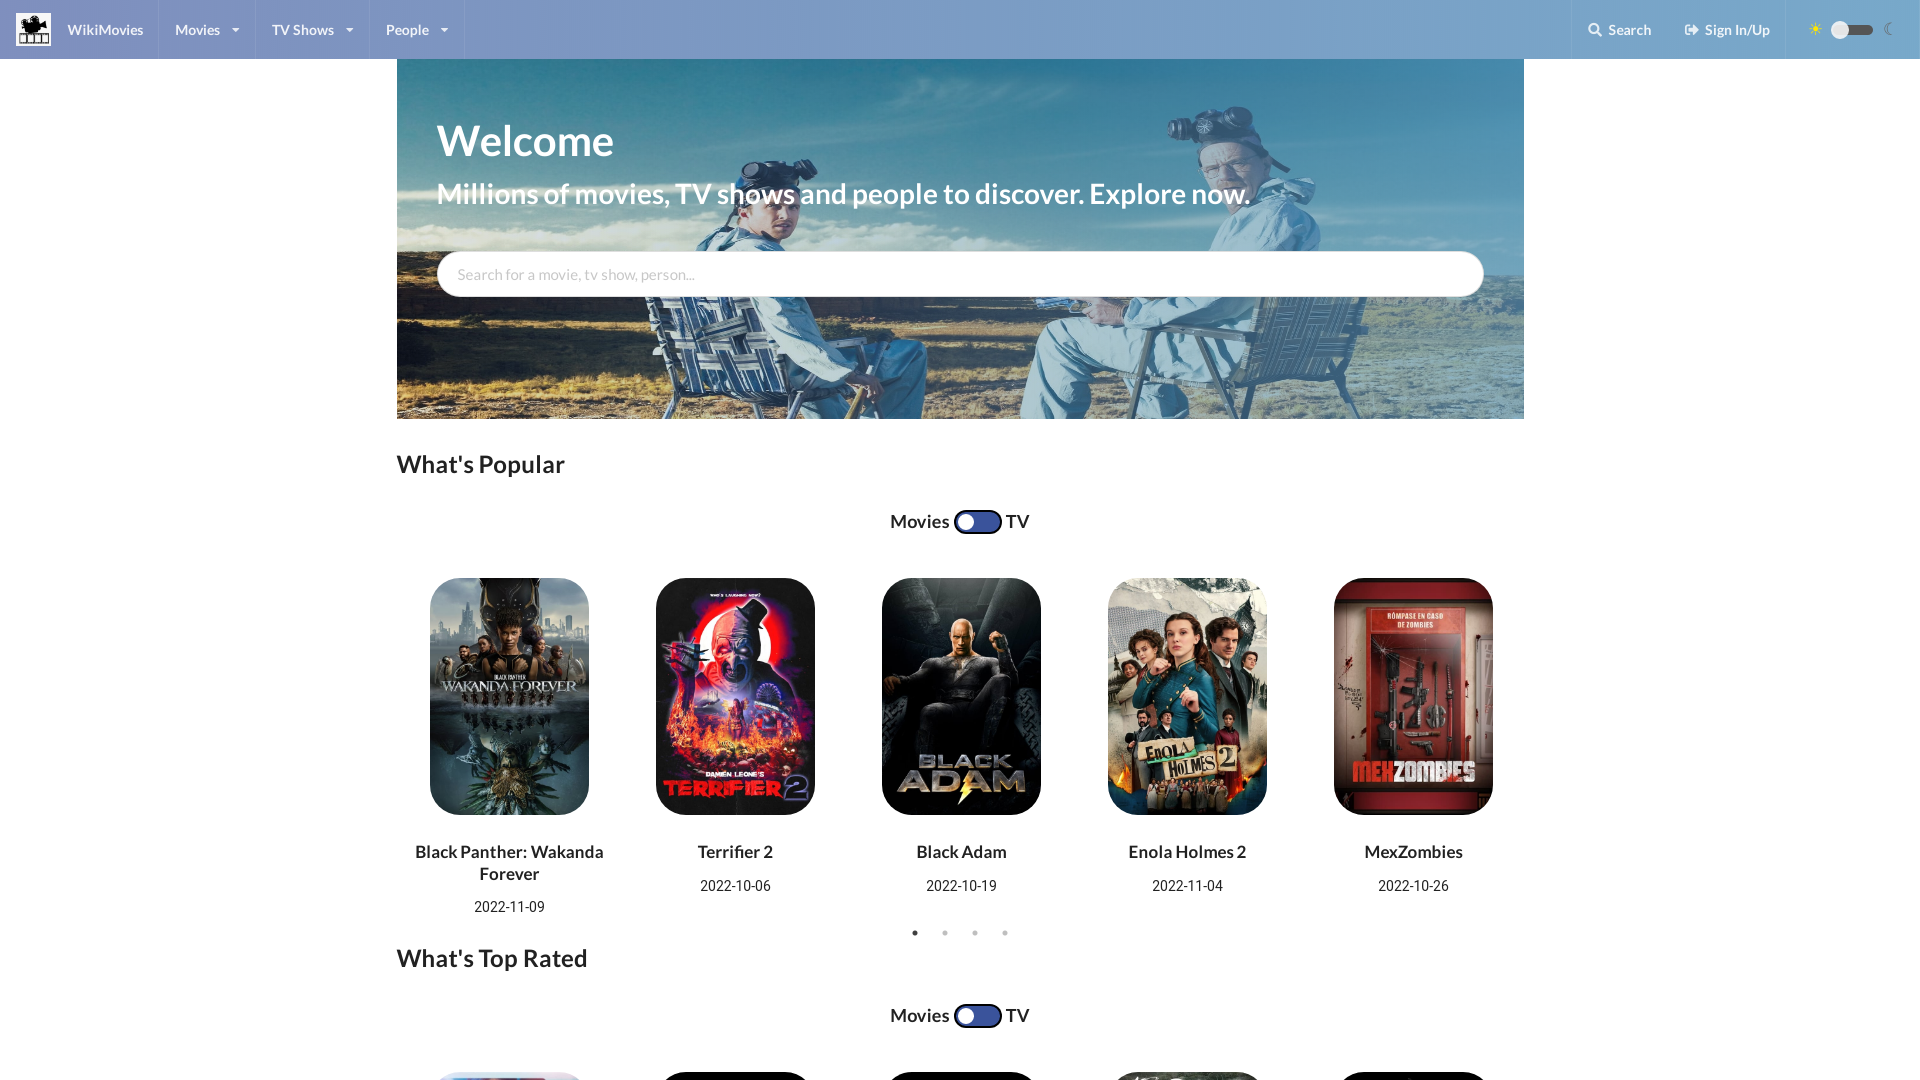 WikiMovies
Movies
TV Shows
People
Search
Sign In/Up
Welcome
Millions of movies, TV shows and people to discover. Explore now.
Search for a movie, tv show, person...
What's Popular
Movies TV
BLACK PANTHER
WAKANDA FOREVER
WHO'S LAUGHING NOW?
DAMIEN LEONE'S
TERRIFIER 2
BLACK
ADAM
ENOLA
HOLMES 2
RÓMPASE EN CASO
DE ZOMBIES
MEXZOMBIES
Black Panther: Wakanda
Forever
2022-11-09
Terrifier 2
2022-10-06
Black Adam
2022-10-19
Enola Holmes 2
2022-11-04
MexZombies
2022-10-26
What's Top Rated
Movies TV